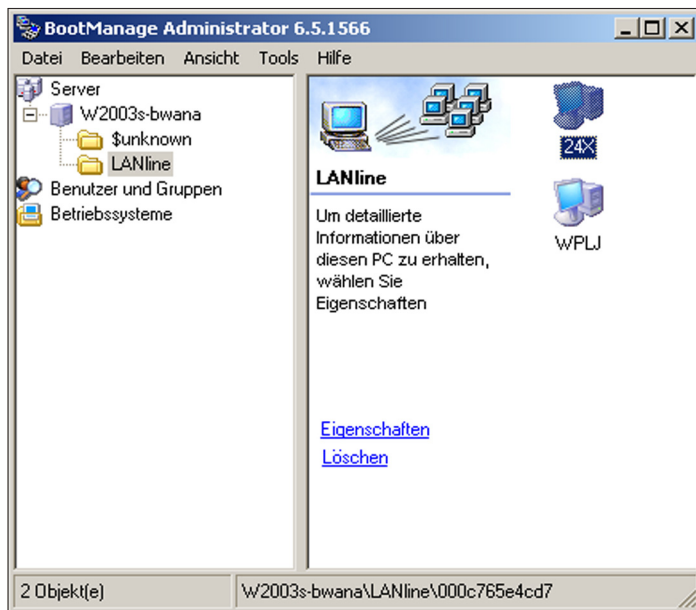 BootManage Administrator 6.5.1566
Datei Bearbeiten Ansicht Tools Hilfe
Server
W2003s-bwana
$unknown
LANline
Benutzer und Gruppen
Betriebssysteme
LANline
Um detaillierte
Informationen über
diesen PC zu erhalten,
wählen Sie
Eigenschaften
Eigenschaften
Löschen
24X
WPLJ
2 Objekt(e)
W2003s-bwana\LANline\000c765e4cd7